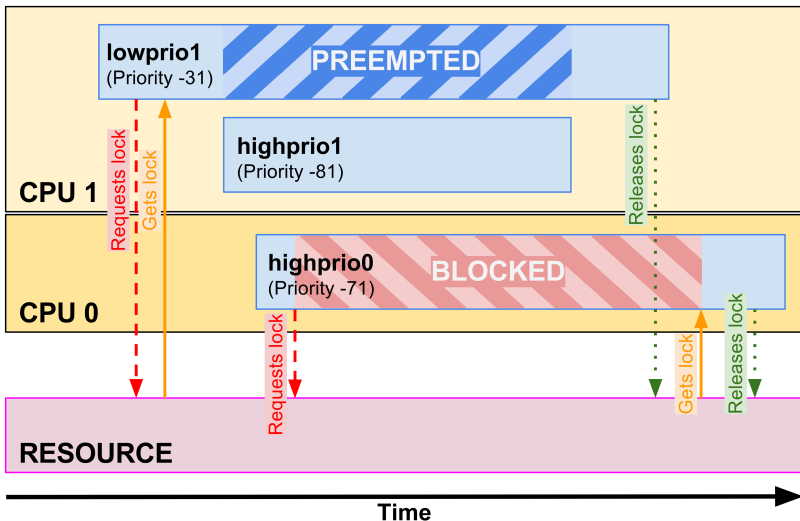 lowprio1
(Priority -31)
PREEMPTED
highprio1
(Priority -81)
CPU 1
Requests lock
Gets lock
Releases lock
highprio0
(Priority -71)
BLOCKED
CPU 0
Requests lock
Gets lock
Releases lock
RESOURCE
Time